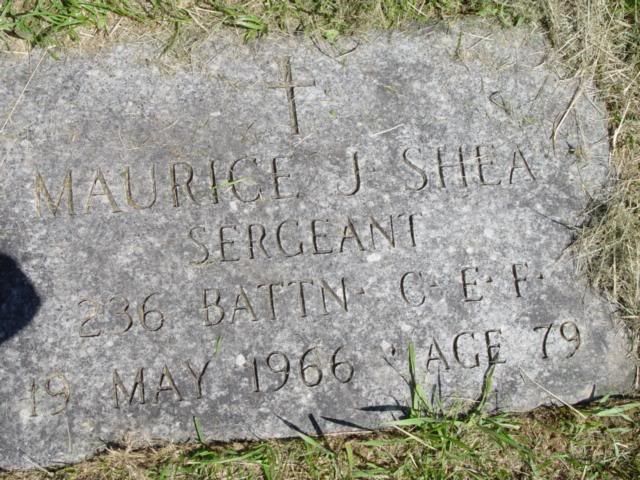 MAURICE J. SHEA
SERGEANT
236 BATTN. C.E.F.
19 MAY 1966 AGE 79